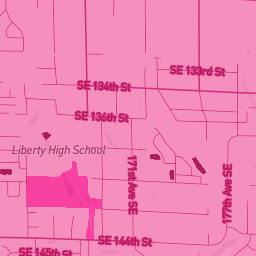 SE 133rd St
SE 134th St
SE 136th St
Liberty High School
171st Ave SE
177th Ave SE
SE 144th St
SE 145th St